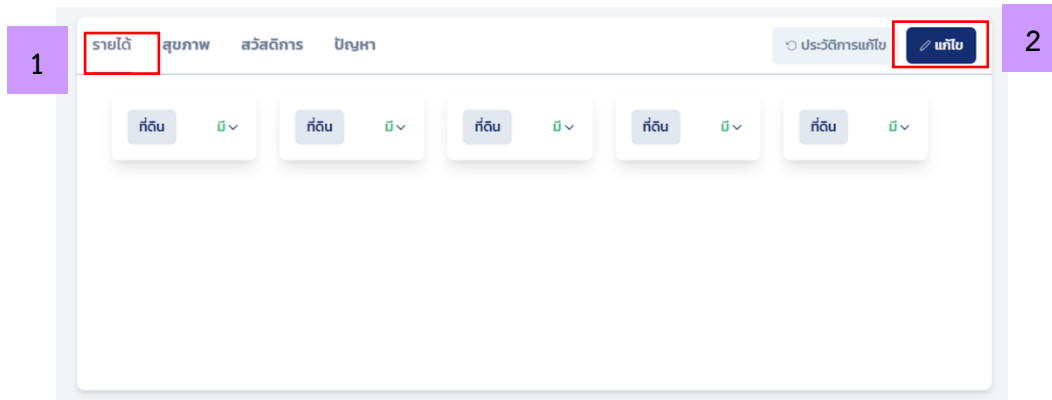 1
รายได้ สุขภาพ สวัสดิการ ปัญหา ประวัติการแก้ไข แก้ไข
2
ที่ดิน มี ที่ดิน มี ที่ดิน มี ที่ดิน มี ที่ดิน มี